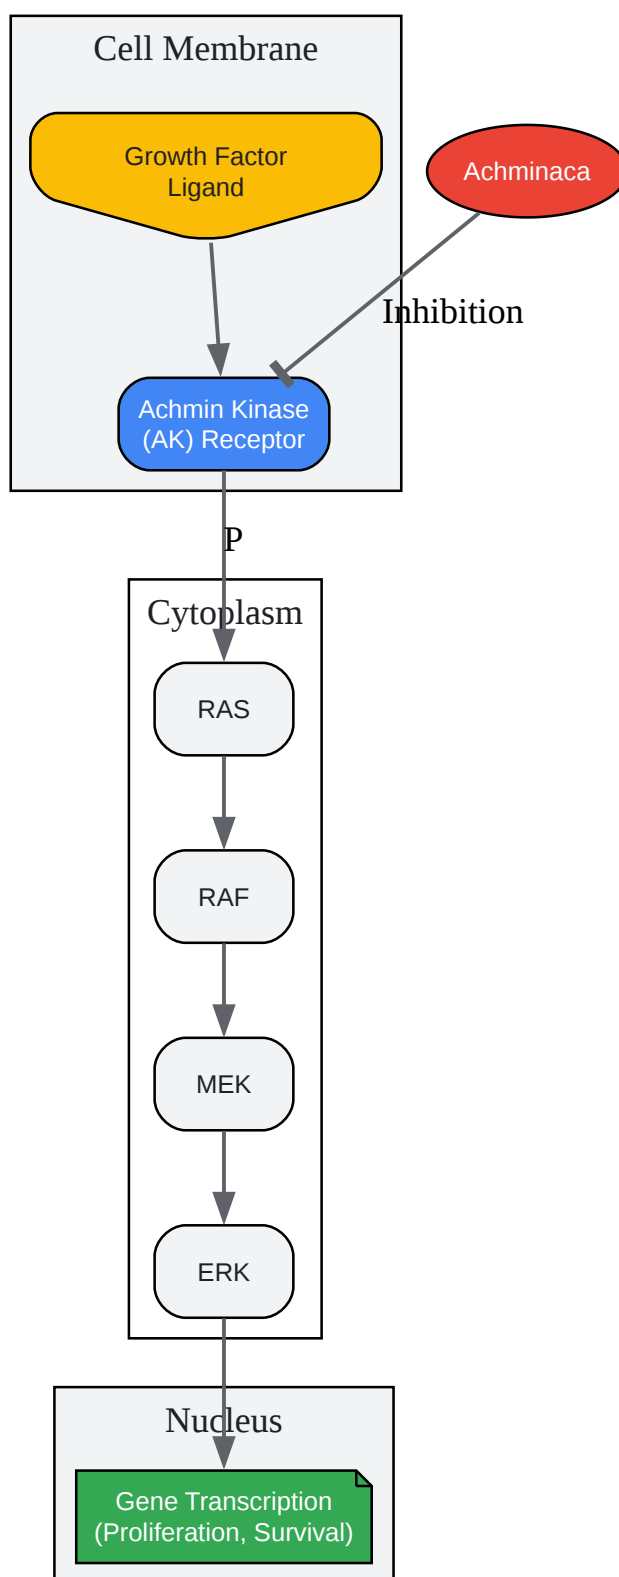 Cell Membrane
Growth Factor
Ligand
Achminaca
Inhibition
Achmin Kinase
(AK) Receptor
P
Cytoplasm
RAS
RAF
MEK
ERK
Nucleus
Gene Transcription
(Proliferation, Survival)